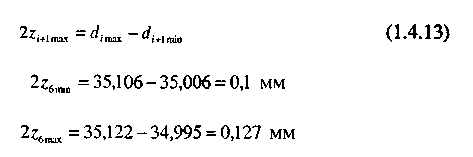 2z_{i+1 max} = d_{i max} − d_{i+1 min} (1.4.13)
2z_{6 min} = 35,106 − 35,006 = 0,1 мм
2z_{6 max} = 35,122 − 34,995 = 0,127 мм